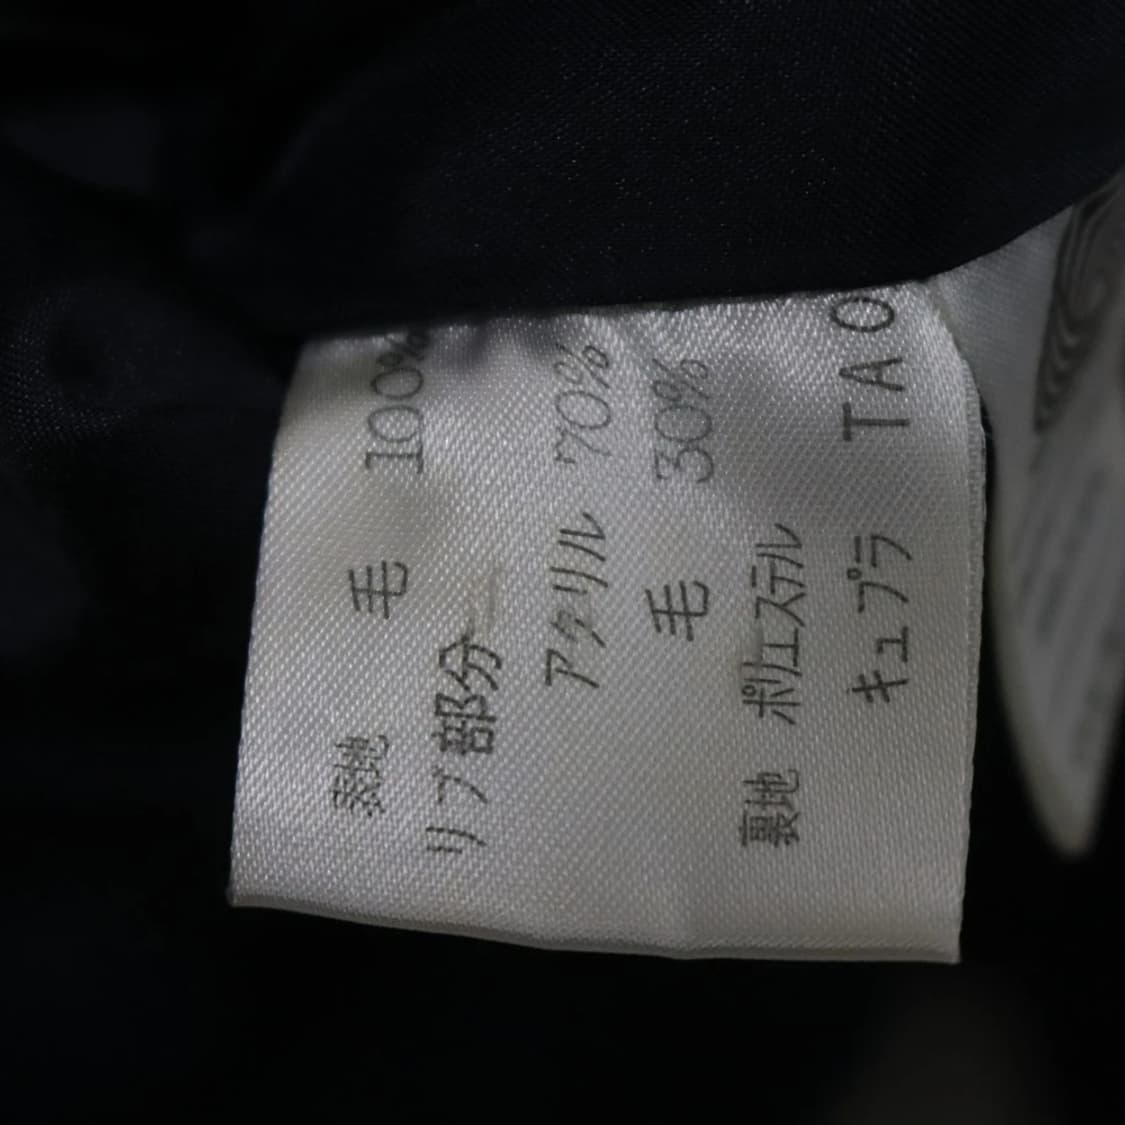 表地 毛 100%
リブ部分
アクリル 70%
毛 30%
裏地 ポリエステル
キュプラ TAO